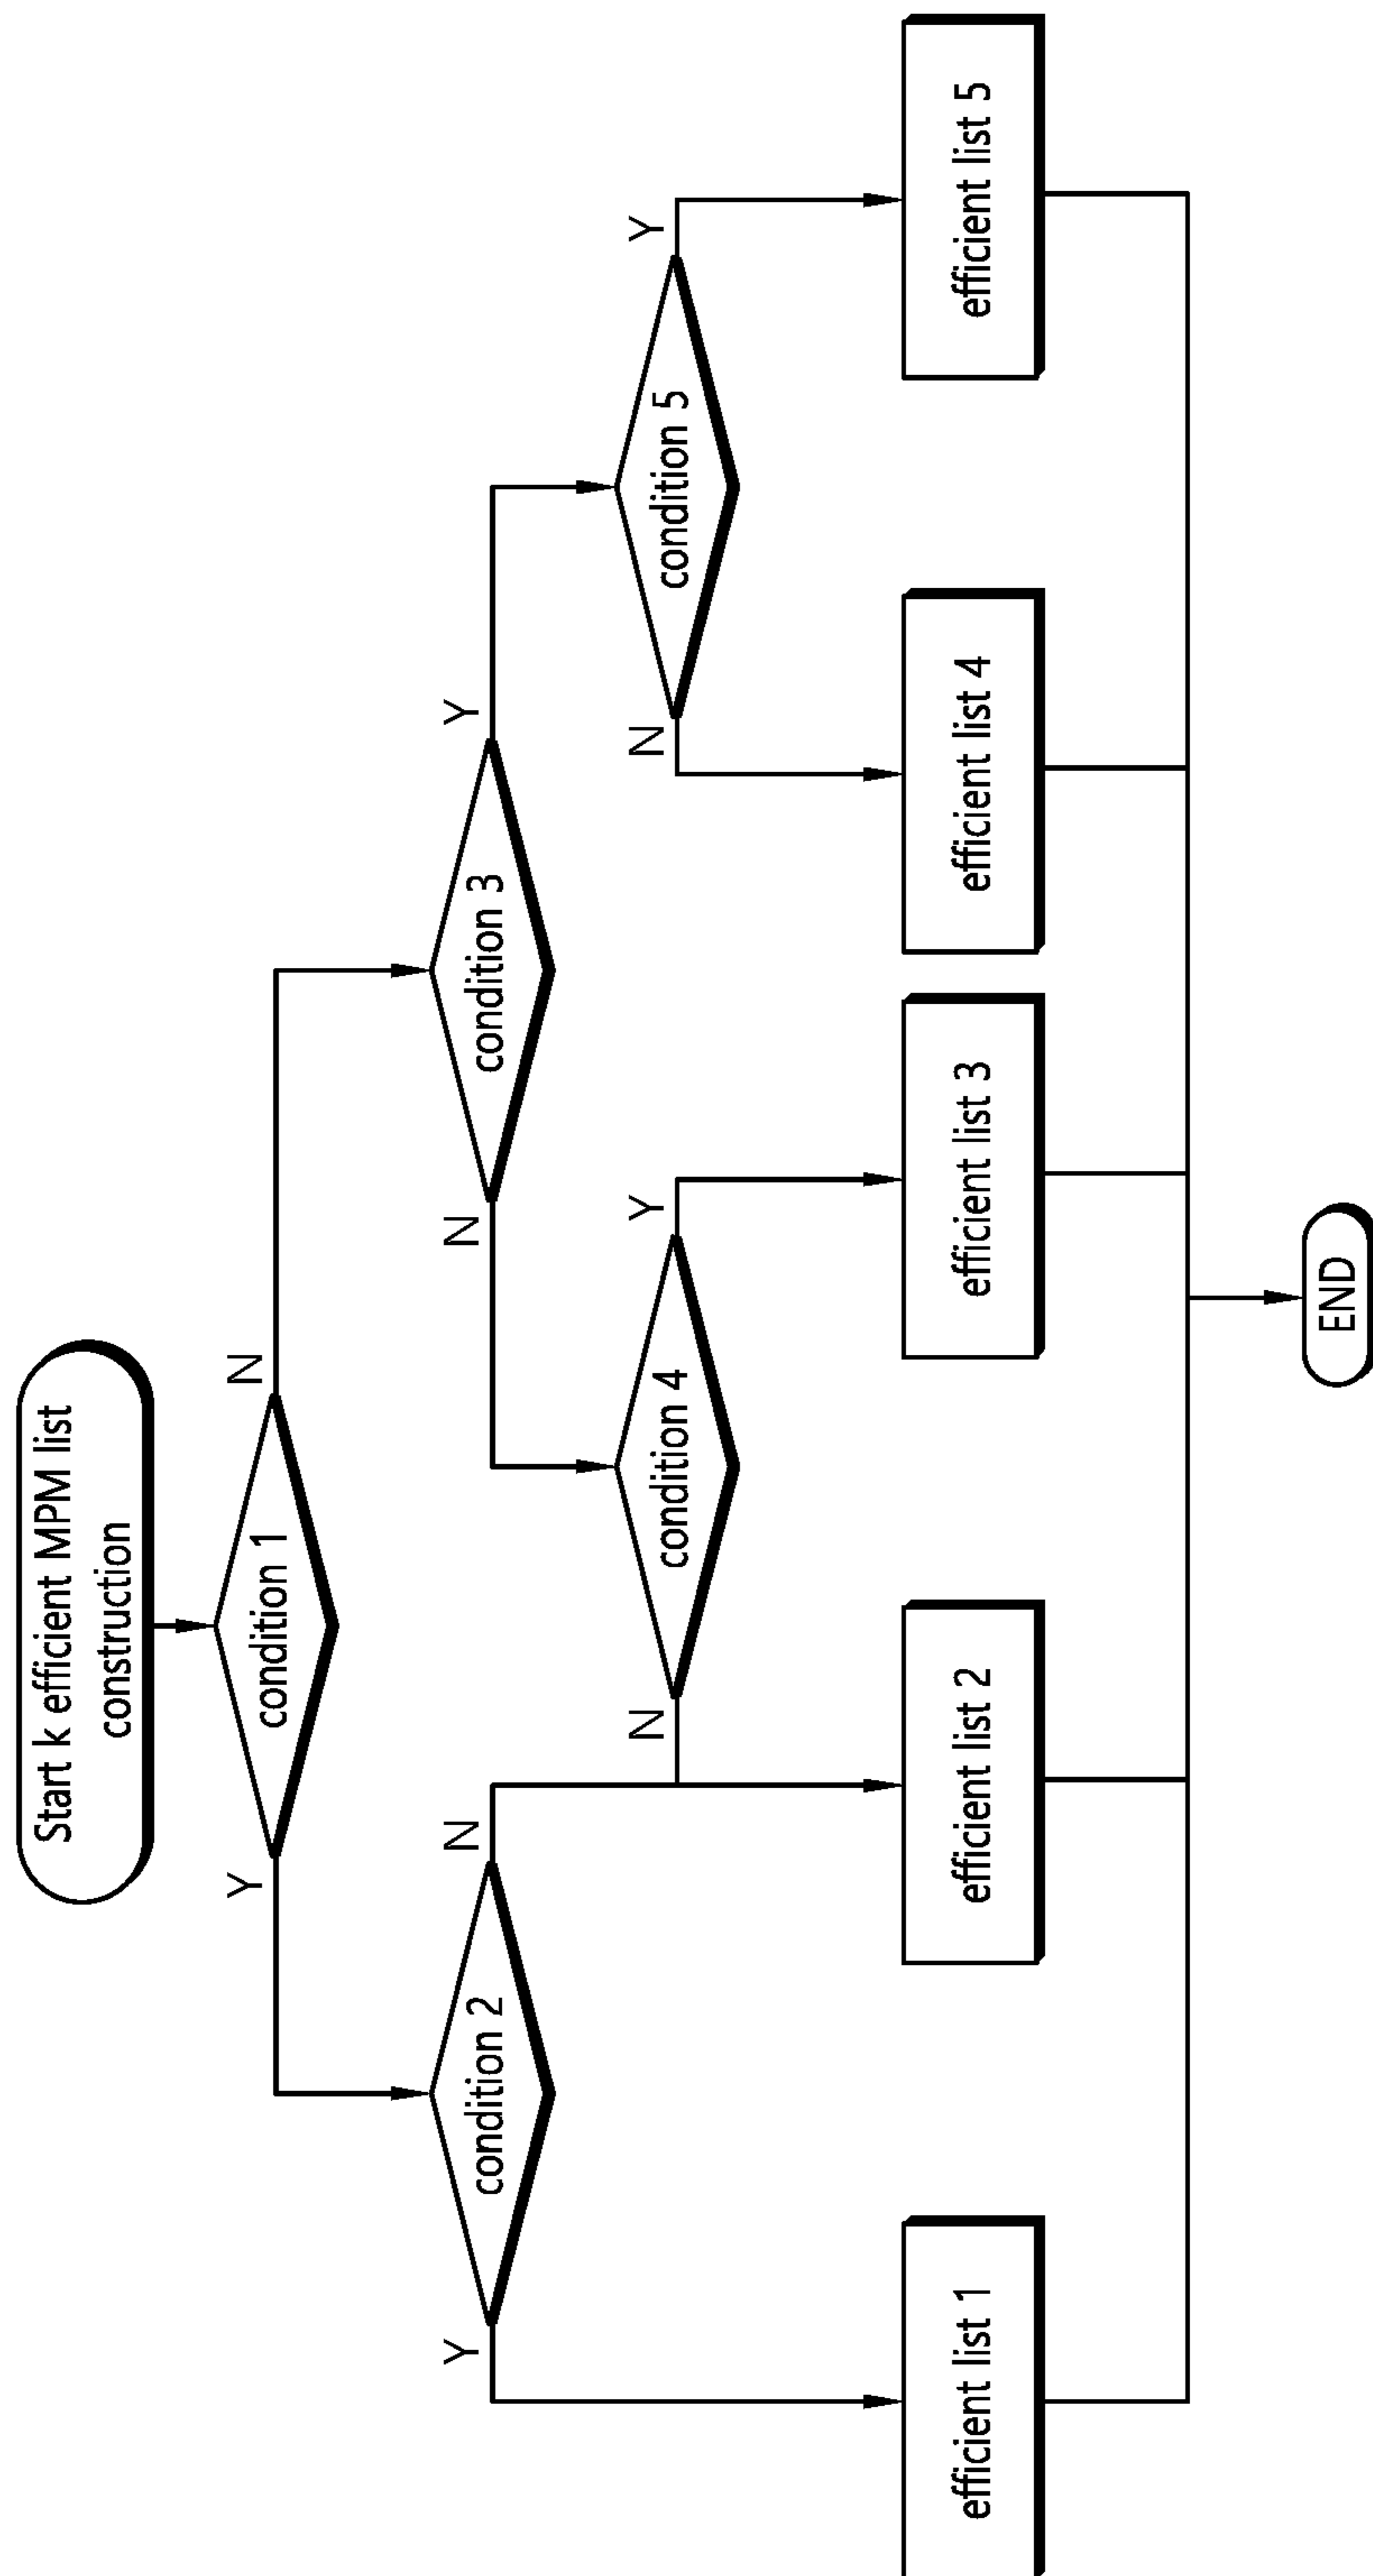 Start k efficient MPM list
construction
condition 1
Y
N
condition 2
condition 3
Y
N
N
Y
condition 4
condition 5
N
Y
N
Y
efficient list 1
efficient list 2
efficient list 3
efficient list 4
efficient list 5
END